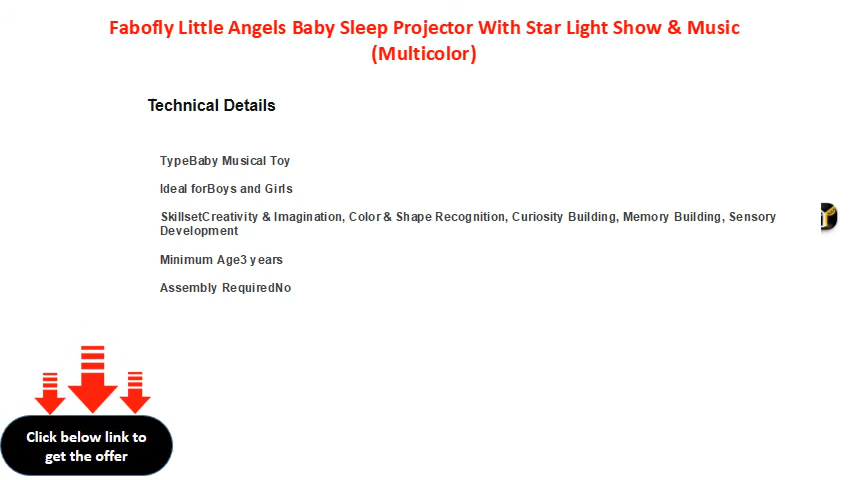 Fabofly Little Angels Baby Sleep Projector With Star Light Show & Music
(Multicolor)
Technical Details
TypeBaby Musical Toy
Ideal forBoys and Girls
SkillsetCreativity & Imagination, Color & Shape Recognition, Curiosity Building, Memory Building, Sensory
Development
Minimum Age3 years
Assembly RequiredNo
Click below link to
get the offer